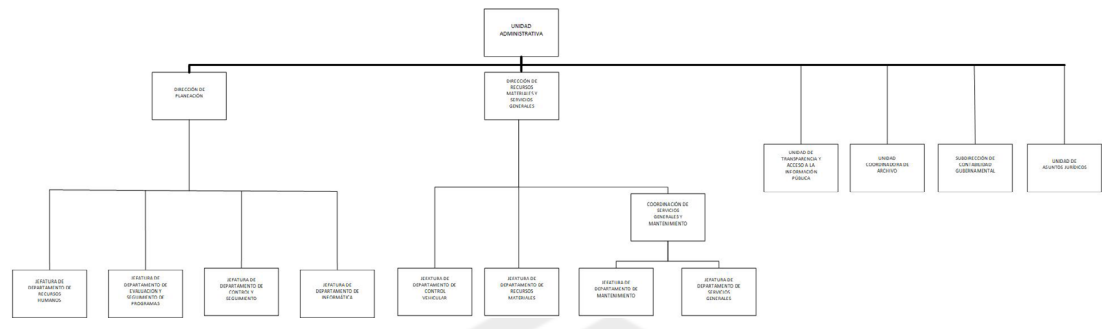 UNIDAD
ADMINISTRATIVA
DIRECCIÓN DE
PLANEACIÓN
DIRECCIÓN DE
RECURSOS
MATERIALES Y
SERVICIOS
GENERALES
UNIDAD DE
TRANSPARENCIA Y
ACCESO A LA
INFORMACIÓN
PÚBLICA
UNIDAD
COORDINADORA DE
ARCHIVO
SUBDIRECCIÓN DE
CONTABILIDAD
GUBERNAMENTAL
UNIDAD DE
ASUNTOS JURÍDICOS
COORDINACIÓN DE
SERVICIOS
GENERALES Y
MANTENIMIENTO
JEFATURA DE
DEPARTAMENTO DE
RECURSOS
HUMANOS
JEFATURA DE
DEPARTAMENTO DE
EVALUACIÓN Y
SEGUIMIENTO DE
PROGRAMAS
JEFATURA DE
DEPARTAMENTO DE
CONTROL Y
SEGUIMIENTO
JEFATURA DE
DEPARTAMENTO DE
INFORMÁTICA
JEFATURA DE
DEPARTAMENTO DE
CONTROL
VEHICULAR
JEFATURA DE
DEPARTAMENTO DE
RECURSOS
MATERIALES
JEFATURA DE
DEPARTAMENTO DE
MANTENIMIENTO
JEFATURA DE
DEPARTAMENTO DE
SERVICIOS
GENERALES